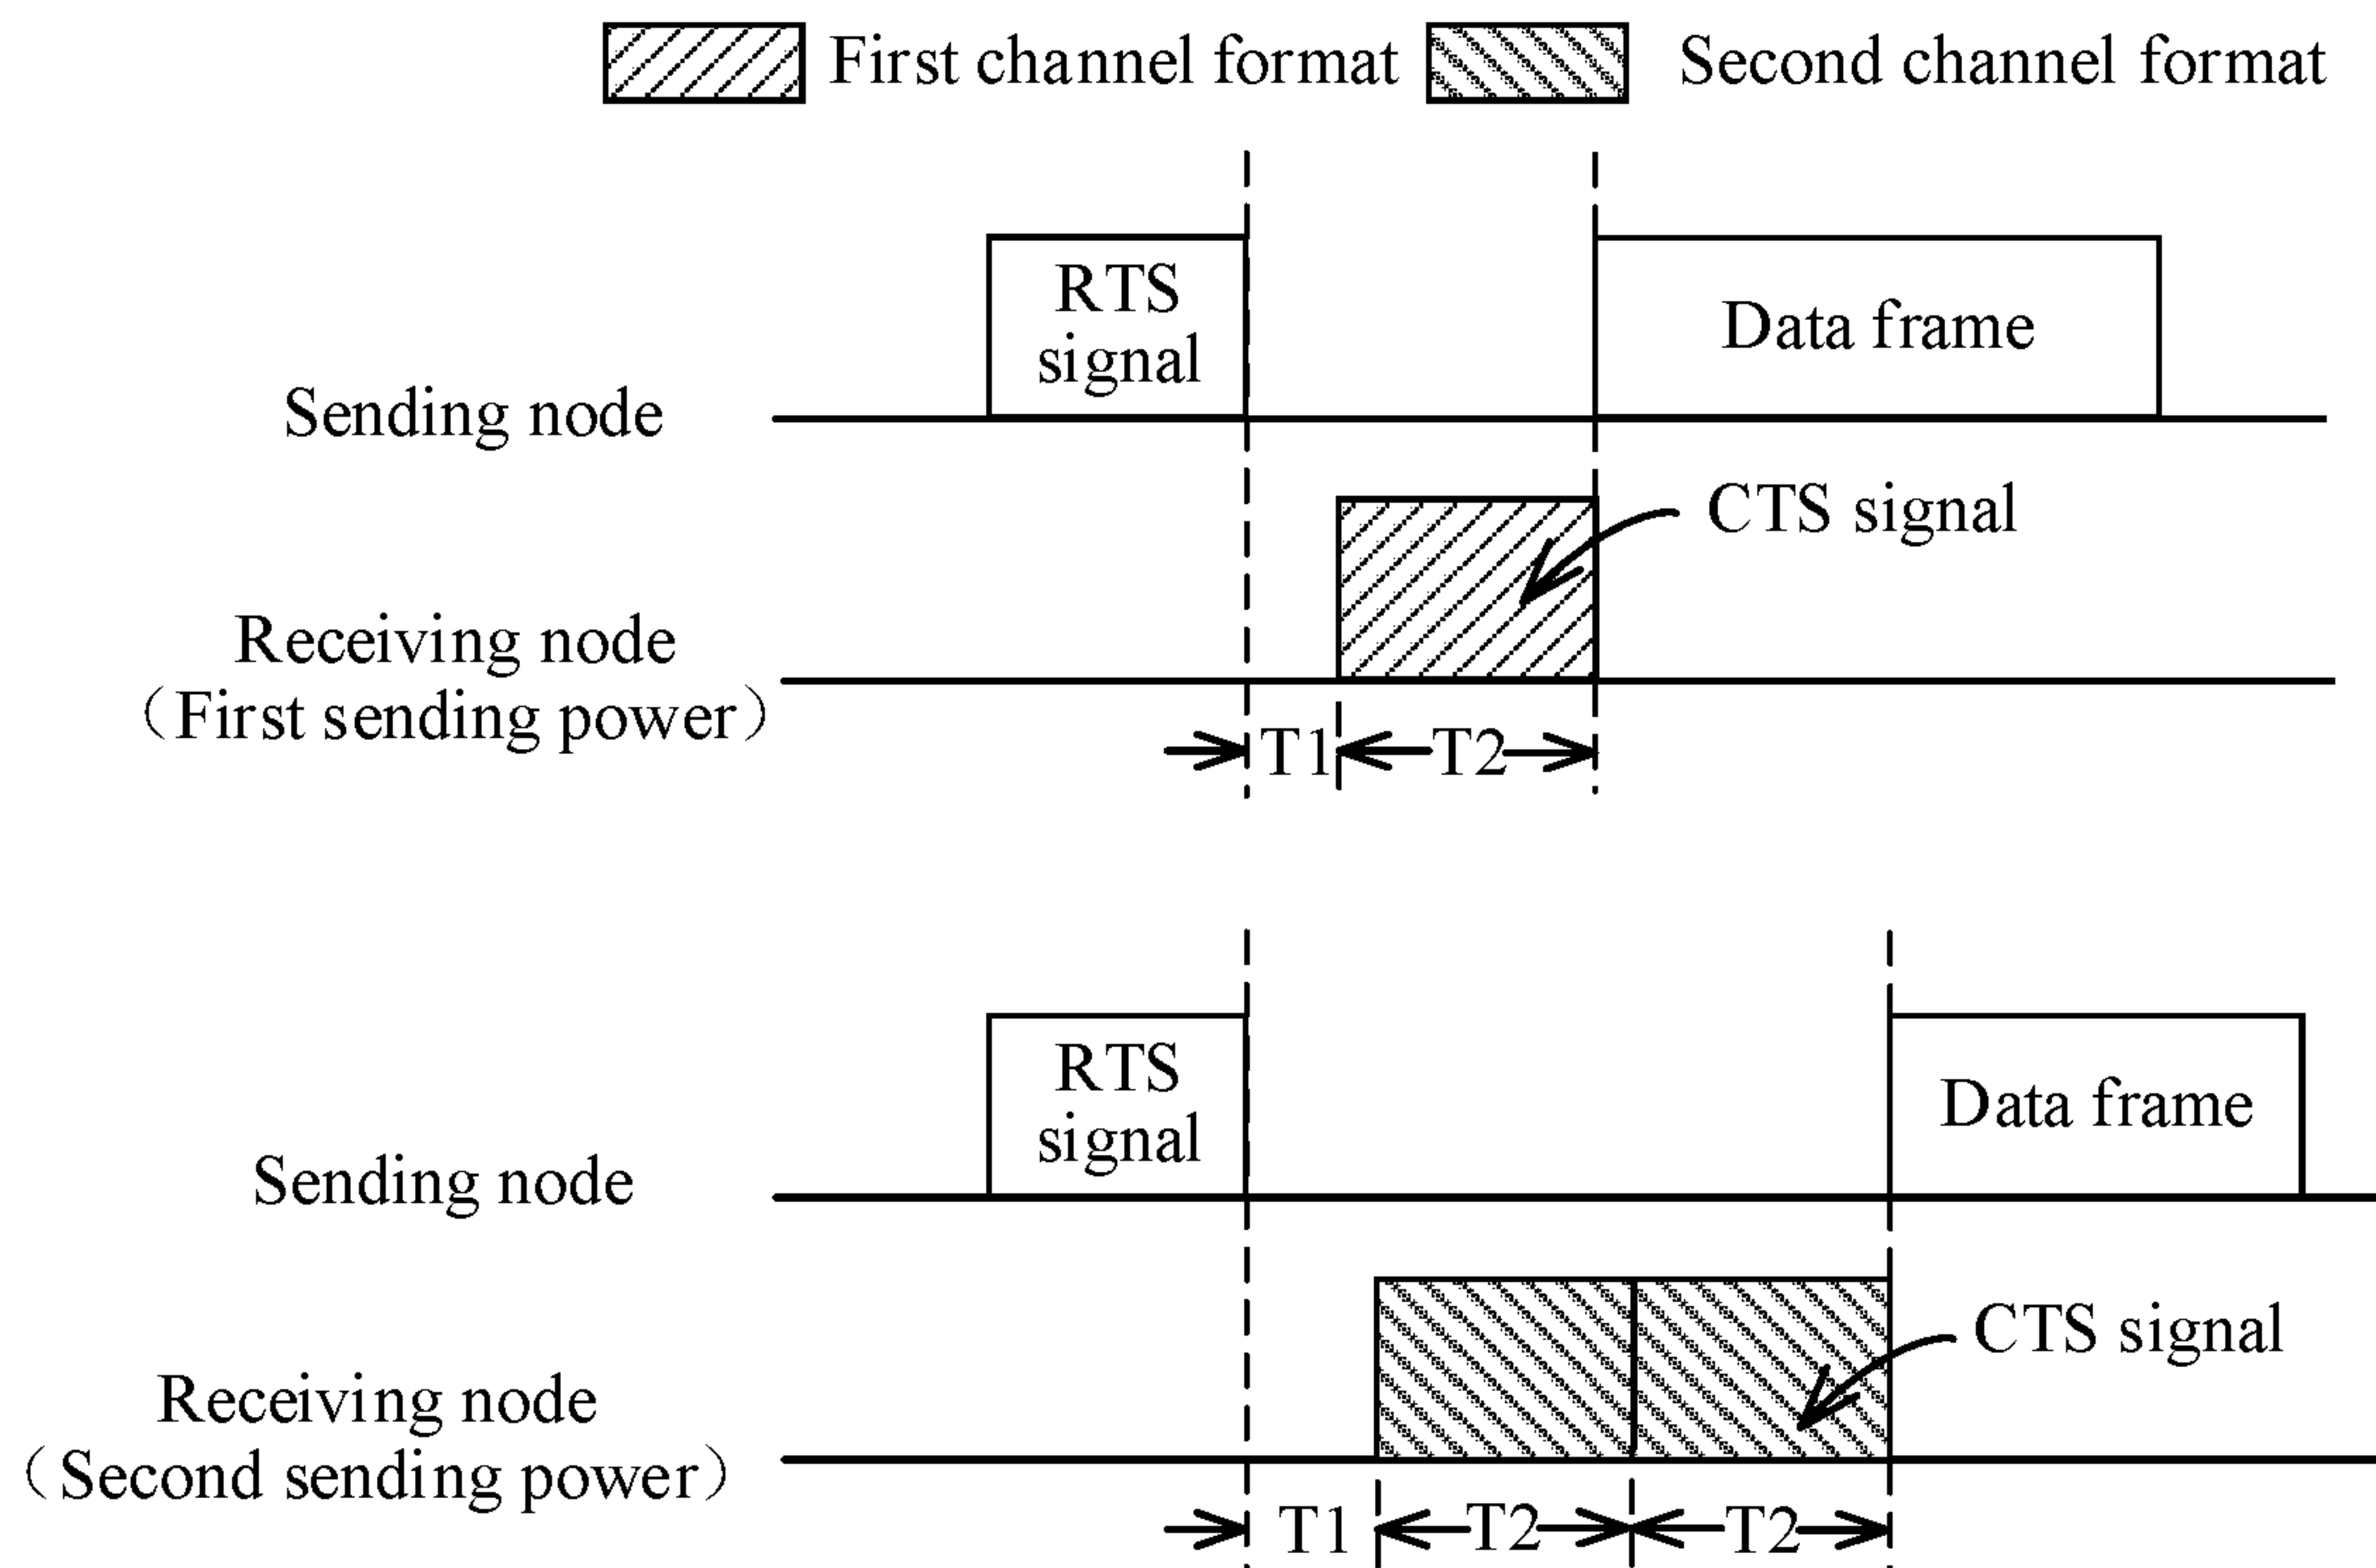 First channel format
Second channel format
RTS
signal
Data frame
Sending node
CTS signal
Receiving node
（First sending power）
T1
T2
RTS
signal
Data frame
Sending node
CTS signal
Receiving node
（Second sending power）
T1
T2
T2